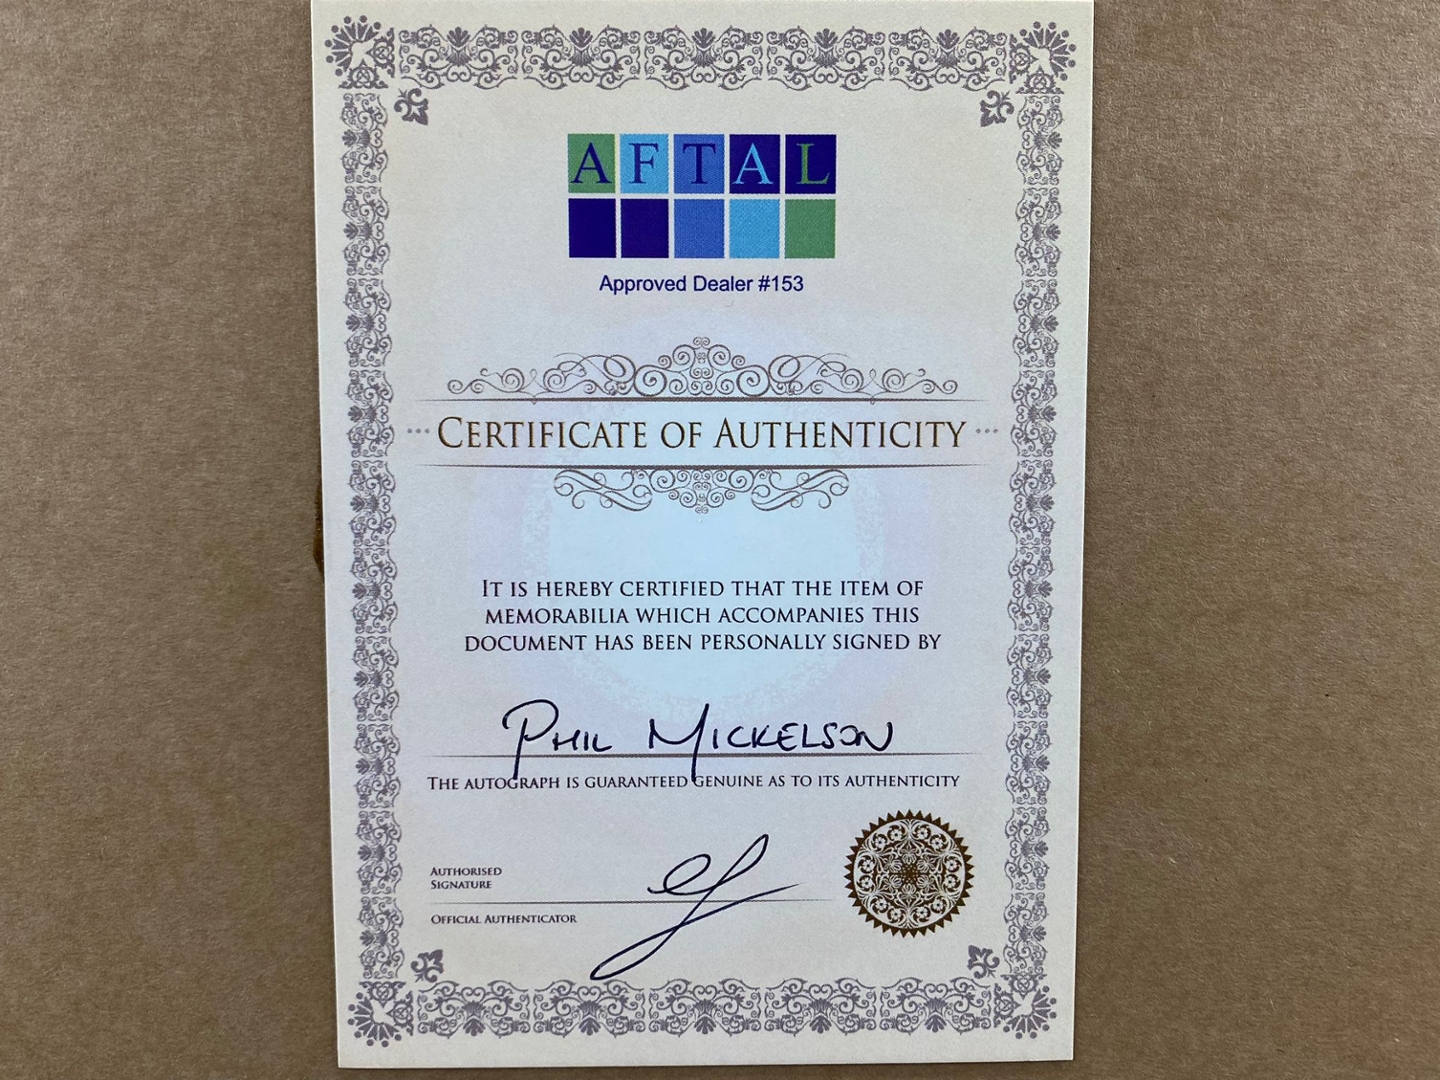 AFTAL
Approved Dealer #153
CERTIFICATE OF AUTHENTICITY
IT IS HEREBY CERTIFIED THAT THE ITEM OF
MEMORABILIA WHICH ACCOMPANIES THIS
DOCUMENT HAS BEEN PERSONALLY SIGNED BY
PHIL MICKELSON
THE AUTOGRAPH IS GUARANTEED GENUINE AS TO ITS AUTHENTICITY
AUTHORISED
SIGNATURE
OFFICIAL AUTHENTICATOR